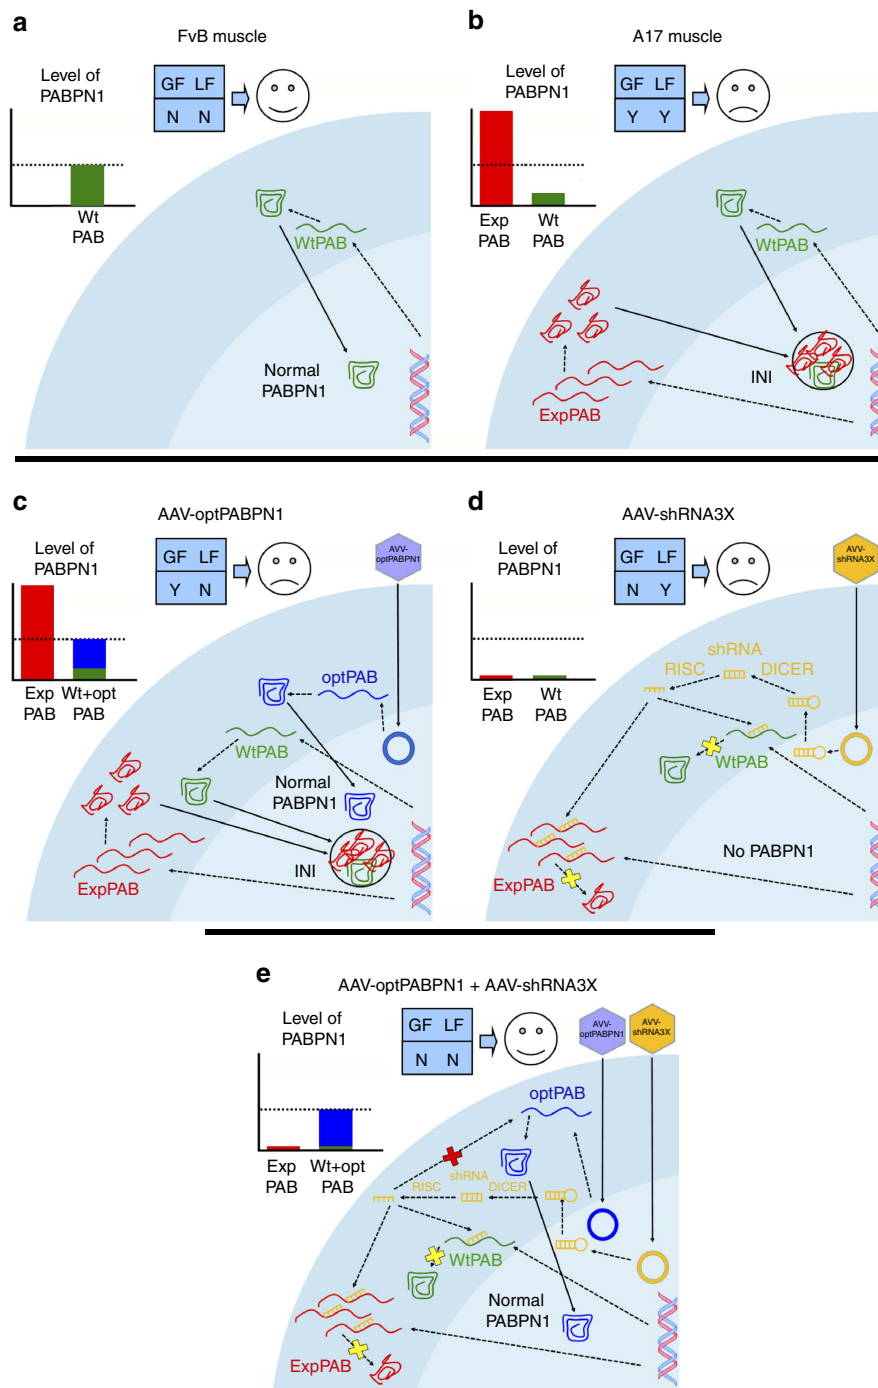 a
FvB muscle
Level of
PABPN1
GF LF
N N
Wt
PAB
WtPAB
Normal
PABPN1
b
A17 muscle
Level of
PABPN1
GF LF
Y Y
Exp
PAB
Wt
PAB
WtPAB
INI
ExpPAB
c
AAV-optPABPN1
Level of
PABPN1
GF LF
Y N
AVV-
optPABPN1
Exp
PAB
Wt+opt
PAB
optPAB
WtPAB
Normal
PABPN1
INI
ExpPAB
d
AAV-shRNA3X
Level of
PABPN1
GF LF
N Y
AVV-
shRNA3X
Exp
PAB
Wt
PAB
shRNA
RISC
DICER
WtPAB
No PABPN1
ExpPAB
e
AAV-optPABPN1 + AAV-shRNA3X
Level of
PABPN1
GF LF
N N
AVV-
optPABPN1
AVV-
shRNA3X
Exp
PAB
Wt+opt
PAB
optPAB
shRNA
RISC
DICER
WtPAB
Normal
PABPN1
ExpPAB